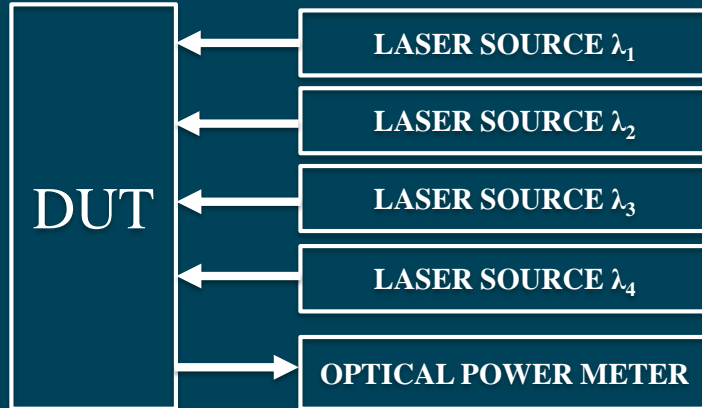 DUT
LASER SOURCE λ₁
LASER SOURCE λ₂
LASER SOURCE λ₃
LASER SOURCE λ₄
OPTICAL POWER METER